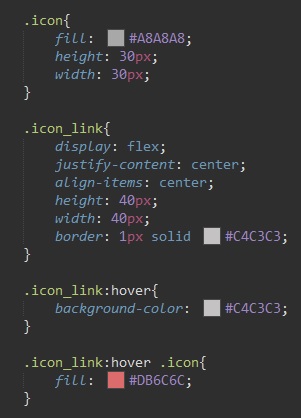 .icon{
fill: #A8A8A8;
height: 30px;
width: 30px;
}
.icon_link{
display: flex;
justify-content: center;
align-items: center;
height: 40px;
width: 40px;
border: 1px solid #C4C3C3;
}
.icon_link:hover{
background-color: #C4C3C3;
}
.icon_link:hover .icon{
fill: #DB6C6C;
}